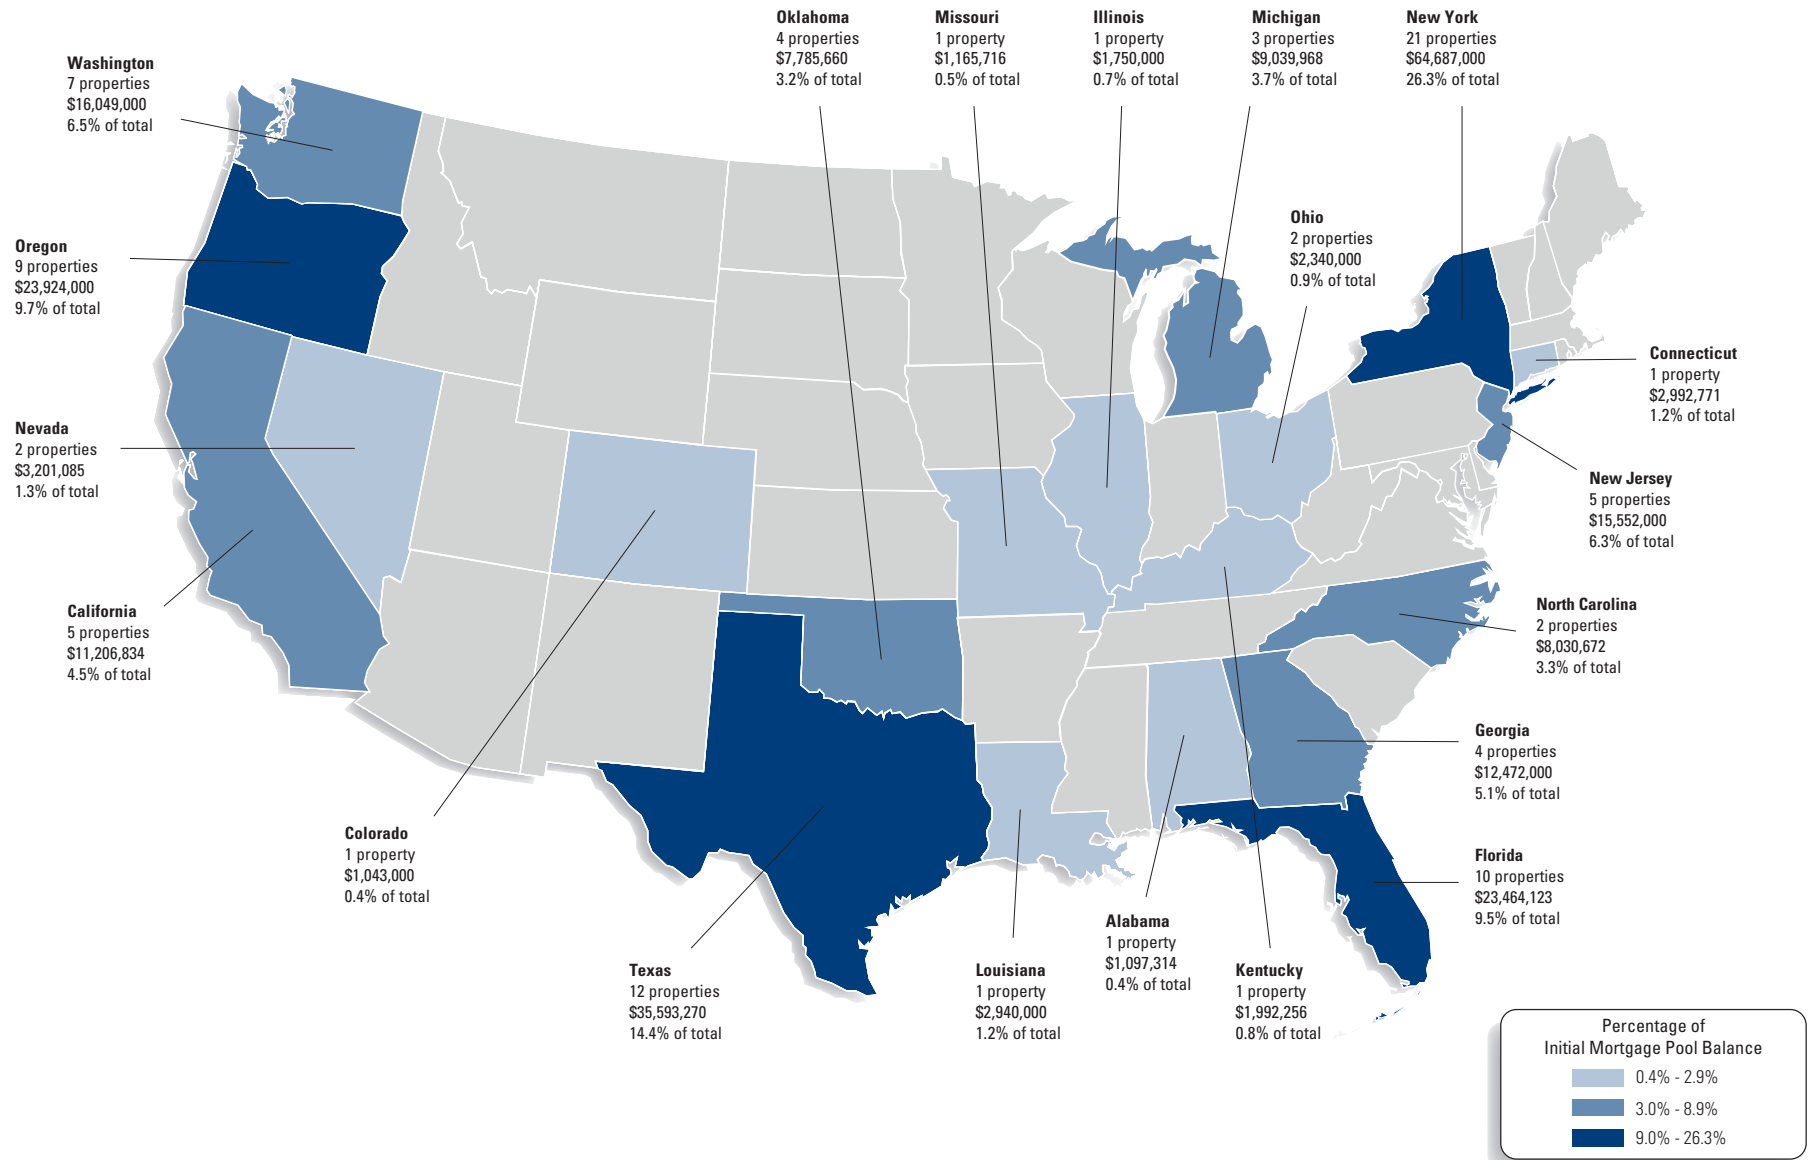 Oklahoma
4 properties
$7,785,660
3.2% of total
Missouri
1 property
$1,165,716
0.5% of total
Illinois
1 property
$1,750,000
0.7% of total
Michigan
3 properties
$9,039,968
3.7% of total
New York
21 properties
$64,687,000
26.3% of total
Washington
7 properties
$16,049,000
6.5% of total
Ohio
2 properties
$2,340,000
0.9% of total
Oregon
9 properties
$23,924,000
9.7% of total
Connecticut
1 property
$2,992,771
1.2% of total
Nevada
2 properties
$3,201,085
1.3% of total
New Jersey
5 properties
$15,552,000
6.3% of total
California
5 properties
$11,206,834
4.5% of total
North Carolina
2 properties
$8,030,672
3.3% of total
Georgia
4 properties
$12,472,000
5.1% of total
Colorado
1 property
$1,043,000
0.4% of total
Florida
10 properties
$23,464,123
9.5% of total
Alabama
1 property
$1,097,314
0.4% of total
Texas
12 properties
$35,593,270
14.4% of total
Louisiana
1 property
$2,940,000
1.2% of total
Kentucky
1 property
$1,992,256
0.8% of total
Percentage of
Initial Mortgage Pool Balance
0.4% - 2.9%
3.0% - 8.9%
9.0% - 26.3%